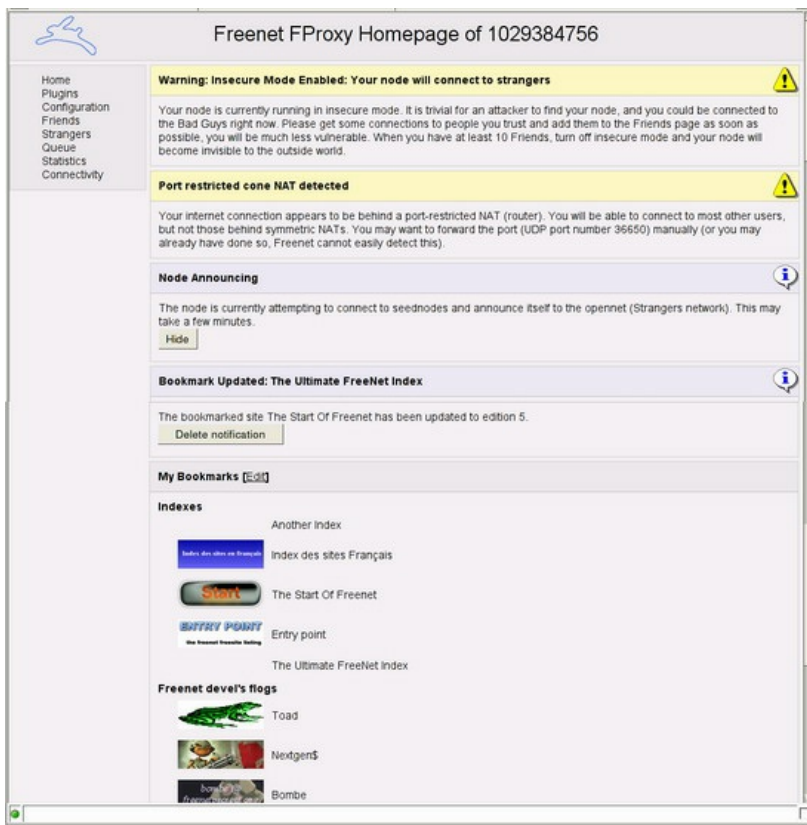 Freenet FProxy Homepage of 1029384756
Home
Plugins
Configuration
Friends
Strangers
Queue
Statistics
Connectivity
Warning: Insecure Mode Enabled: Your node will connect to strangers
Your node is currently running in insecure mode. It is trivial for an attacker to find your node, and you could be connected to
the Bad Guys right now. Please get some connections to people you trust and add them to the Friends page as soon as
possible, you will be much less vulnerable. When you have at least 10 Friends, turn off insecure mode and your node will
become invisible to the outside world.
Port restricted cone NAT detected
Your internet connection appears to be behind a port-restricted NAT (router). You will be able to connect to most other users,
but not those behind symmetric NATs. You may want to forward the port (UDP port number 36650) manually (or you may
already have done so, Freenet cannot easily detect this).
Node Announcing
The node is currently attempting to connect to seednodes and announce itself to the opennet (Strangers network). This may
take a few minutes.
Hide
Bookmark Updated: The Ultimate FreeNet Index
The bookmarked site The Start Of Freenet has been updated to edition 5.
Delete notification
My Bookmarks [Edit]
Indexes
Another Index
Index des sites en français
Index des sites Français
Start
The Start Of Freenet
ENTRY POINT
the freenet freesite listing
Entry point
The Ultimate FreeNet Index
Freenet devel's flogs
Toad
Nextgen$
Bombe